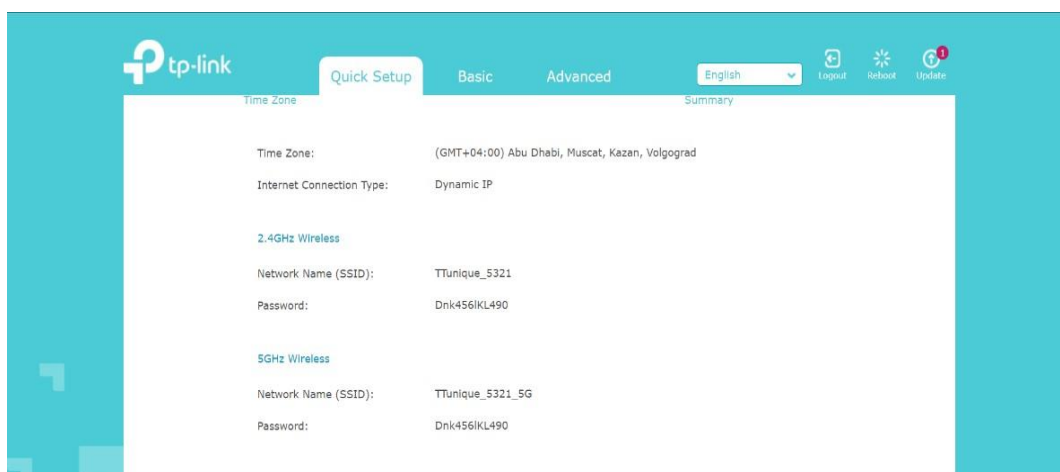 tp-link
Quick Setup Basic Advanced English Logout Reboot Update 1
Time Zone Summary
Time Zone: (GMT+04:00) Abu Dhabi, Muscat, Kazan, Volgograd
Internet Connection Type: Dynamic IP
2.4GHz Wireless
Network Name (SSID): TTunique_5321
Password: Dnk456lKL490
5GHz Wireless
Network Name (SSID): TTunique_5321_5G
Password: Dnk456lKL490